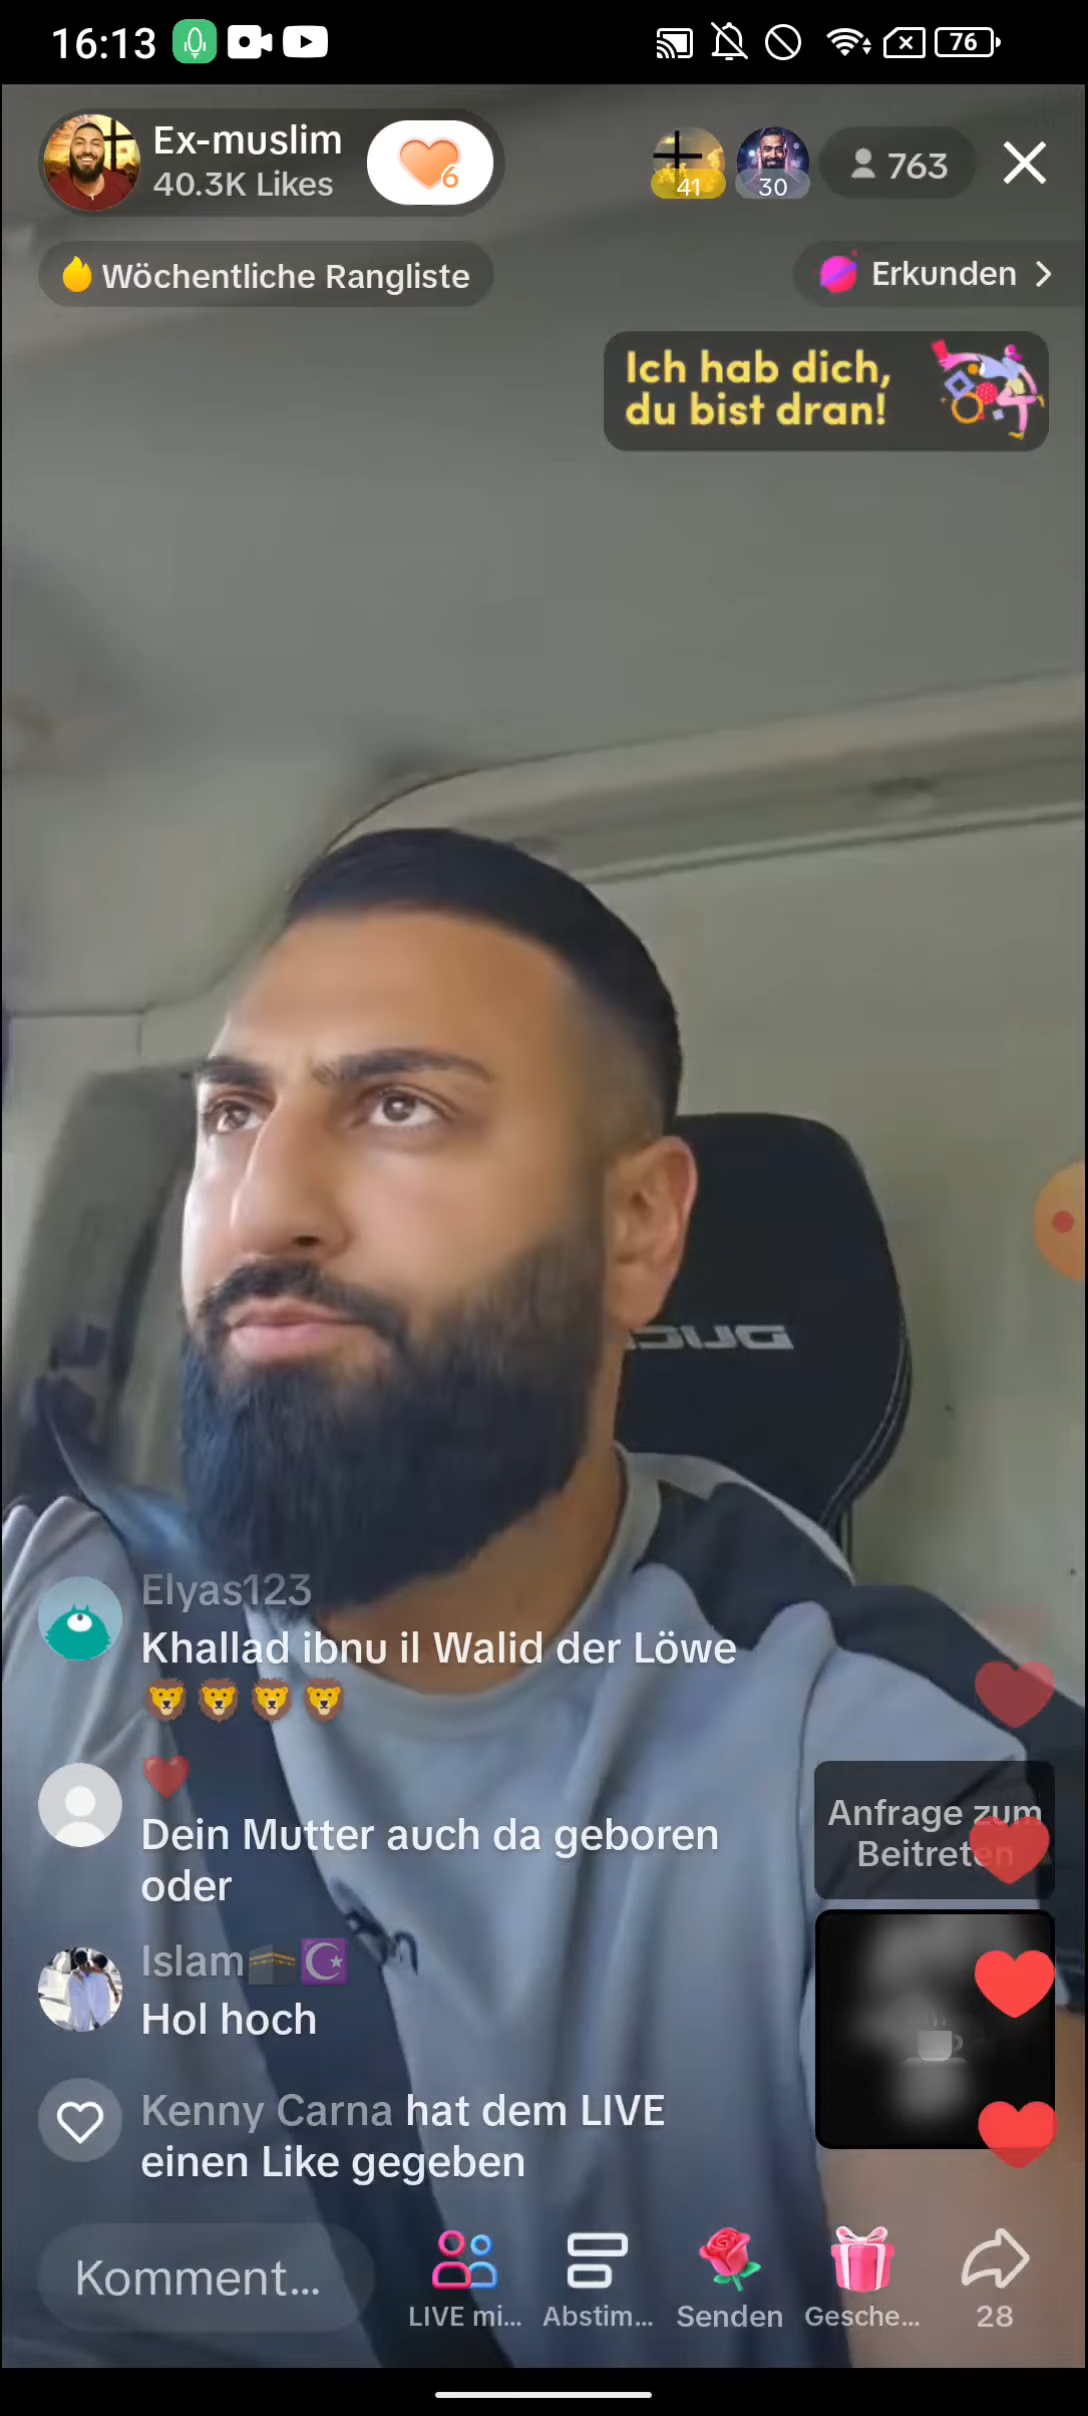 16:13
76
Ex-muslim
40.3K Likes
6
41
30
763
Wöchentliche Rangliste
Erkunden
Ich hab dich,
du bist dran!
Elyas123
Khallad ibnu il Walid der Löwe
🦁🦁🦁🦁
❤️
Dein Mutter auch da geboren
oder
Anfrage zum
Beitreten
Islam🕋☪️
Hol hoch
Kenny Carna hat dem LIVE
einen Like gegeben
Komment...
LIVE mi...
Abstim...
Senden
Gesche...
28